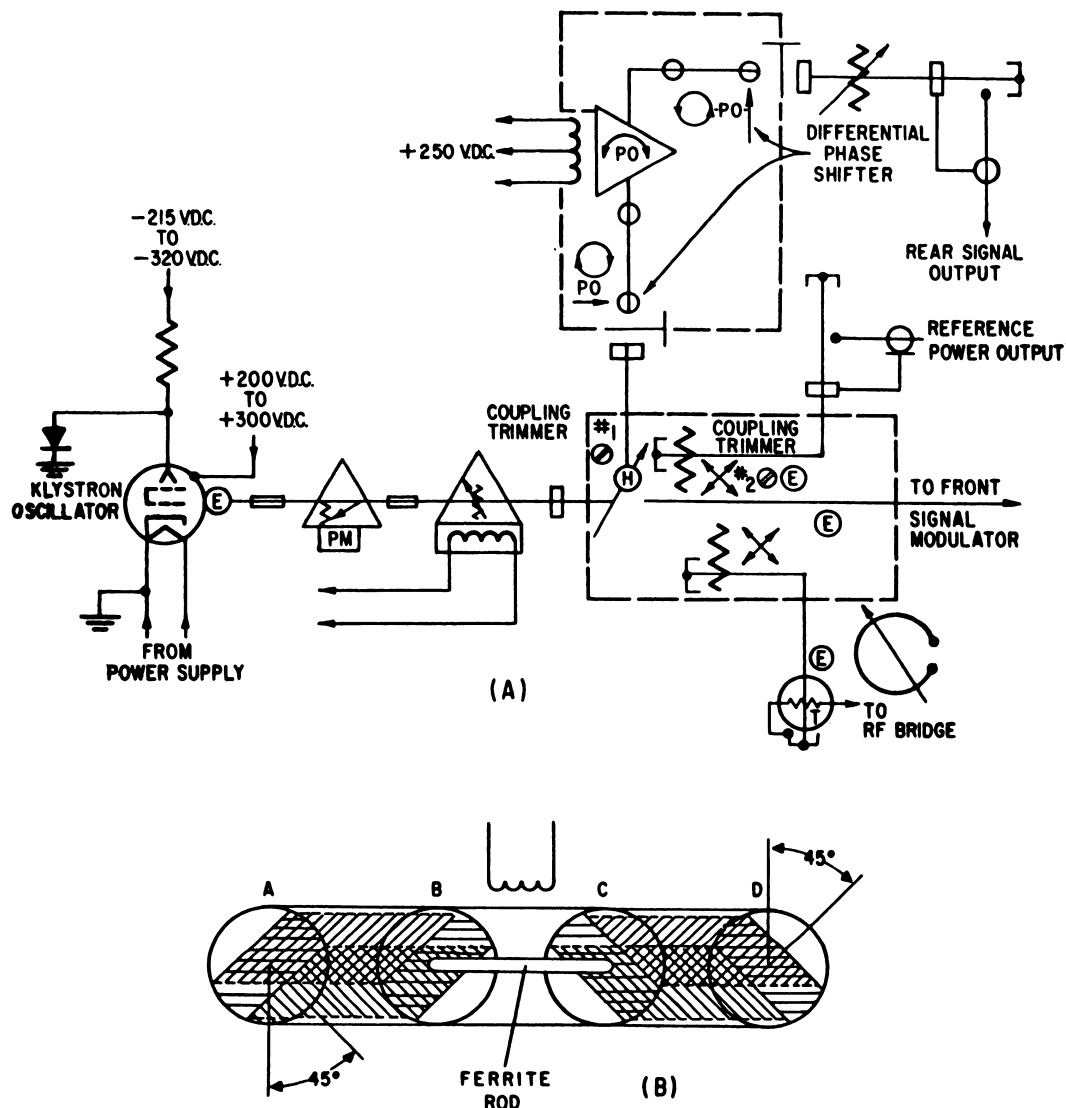 PO
+250 V.D.C.
PO
DIFFERENTIAL
PHASE
SHIFTER
REAR SIGNAL
OUTPUT
PO
−215 V.D.C.
TO
−320V.D.C.
REFERENCE
POWER OUTPUT
+200 V.D.C.
TO
+300V.D.C.
COUPLING
TRIMMER
#1
COUPLING
TRIMMER
H
#2
E
KLYSTRON
OSCILLATOR
E
PM
E
TO FRONT
SIGNAL
MODULATOR
FROM
POWER SUPPLY
E
T
TO
RF BRIDGE
(A)
A
B
C
D
45°
45°
FERRITE
ROD
(B)